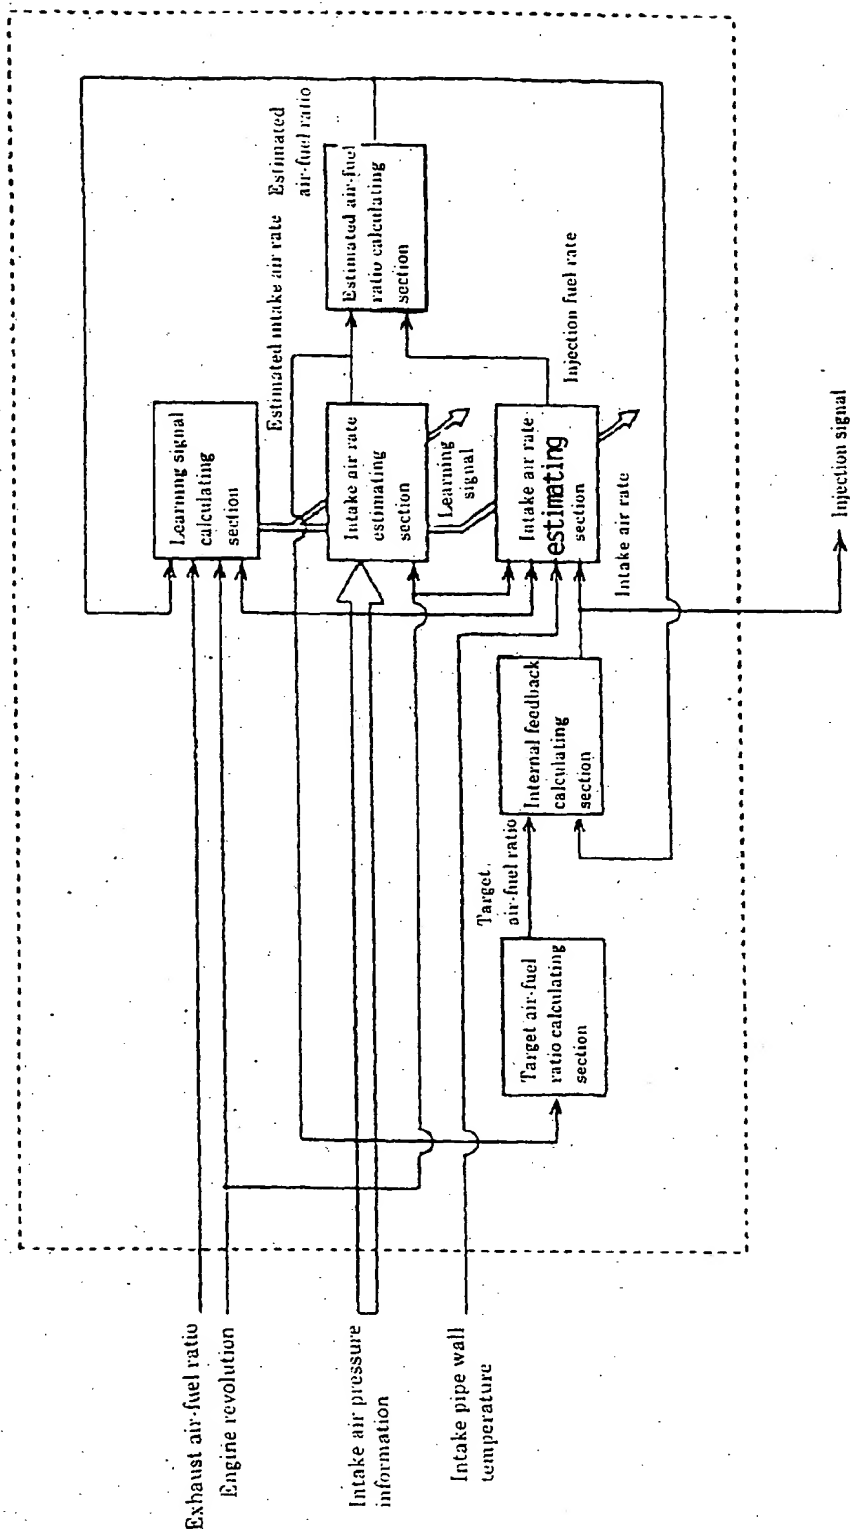 Exhaust air-fuel ratio
Engine revolution
Intake air pressure
information
Intake pipe wall
temperature
Target air-fuel
ratio calculating
section
Target
air-fuel ratio
Internal feedback
calculating
section
Learning signal
calculating
section
Estimated intake air rate
Intake air rate
estimating
section
Learning
signal
Intake air rate
estimating
section
Intake air rate
Injection fuel rate
Estimated
air-fuel ratio
Estimated air-fuel
ratio calculating
section
Injection signal